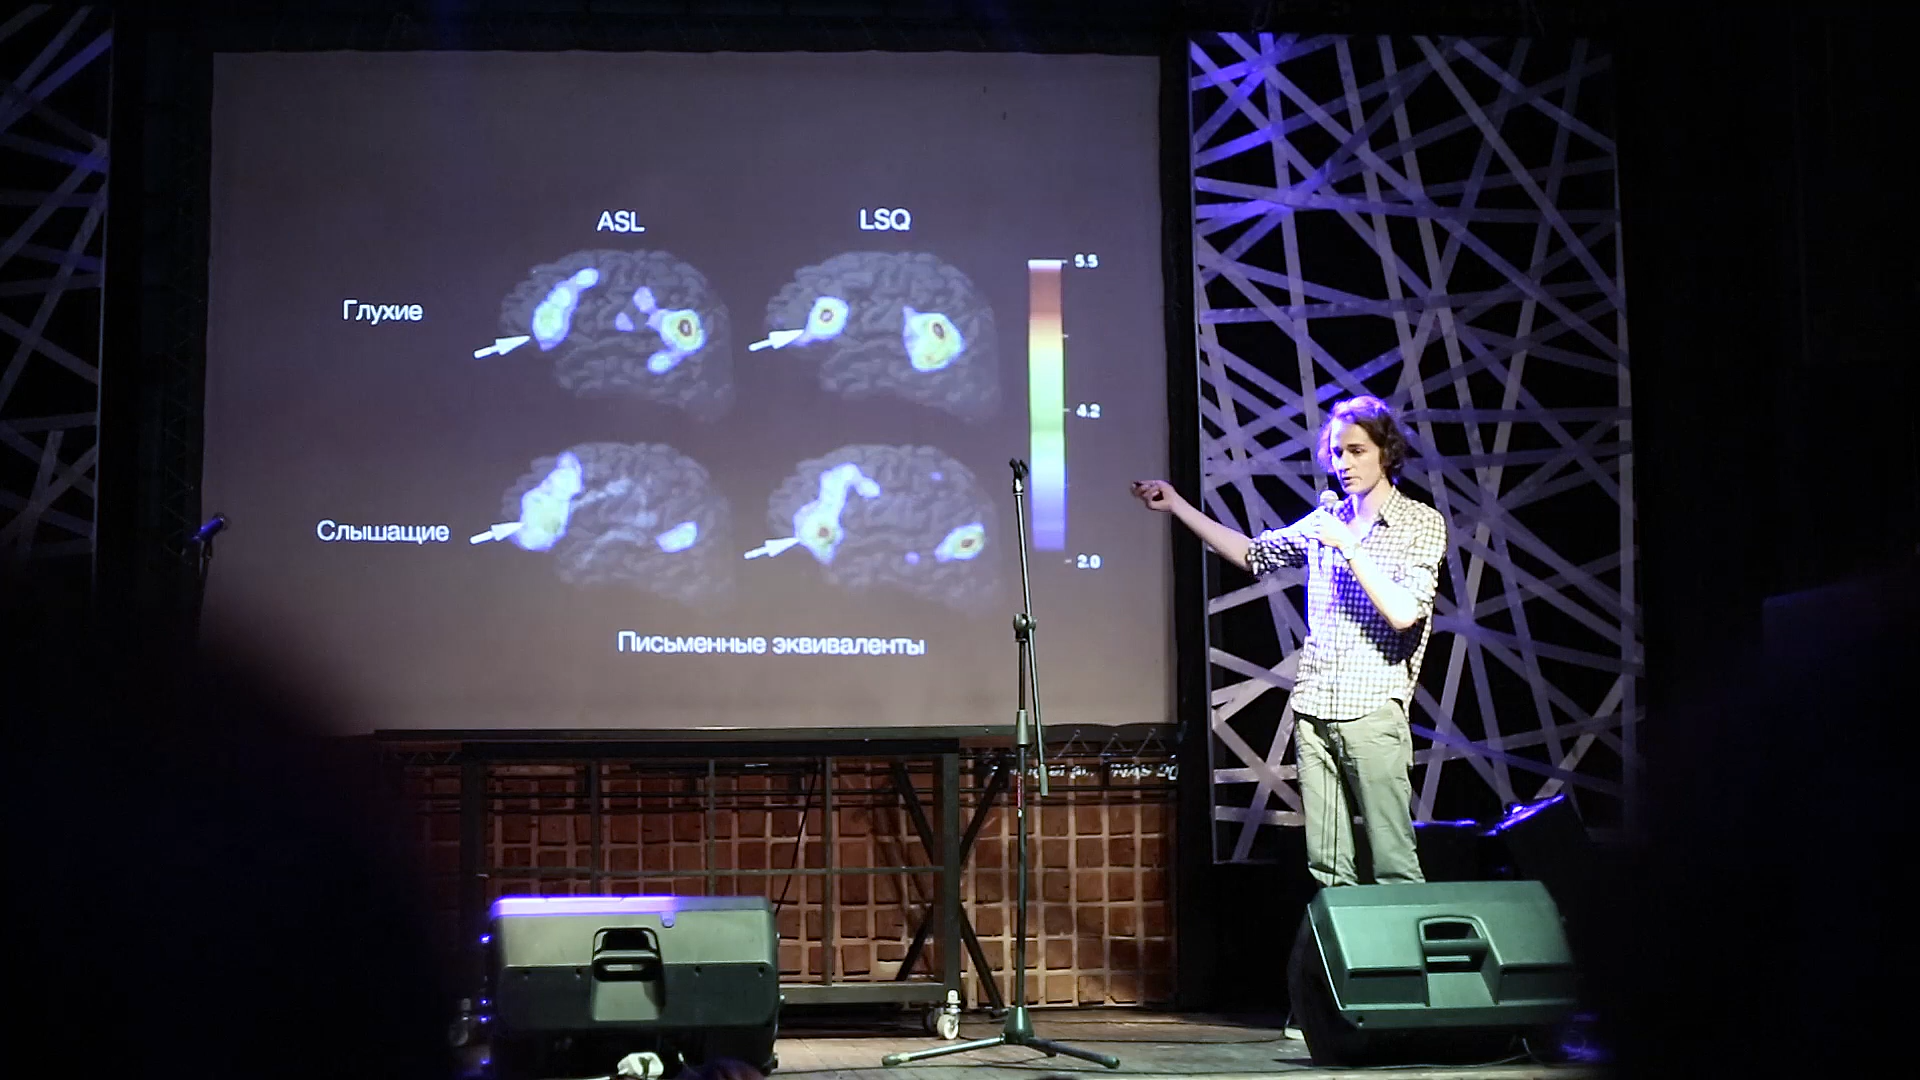 ASL LSQ
5.5
Глухие
4.2
Слышащие
2.0
Письменные эквиваленты